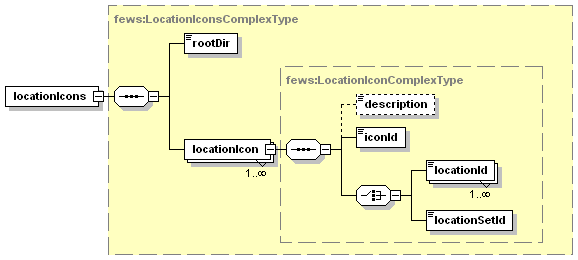 fews:LocationIconsComplexType
rootDir
fews:LocationIconComplexType
description
locationIcons
iconId
locationIcon
1..∞
locationId
1..∞
locationSetId